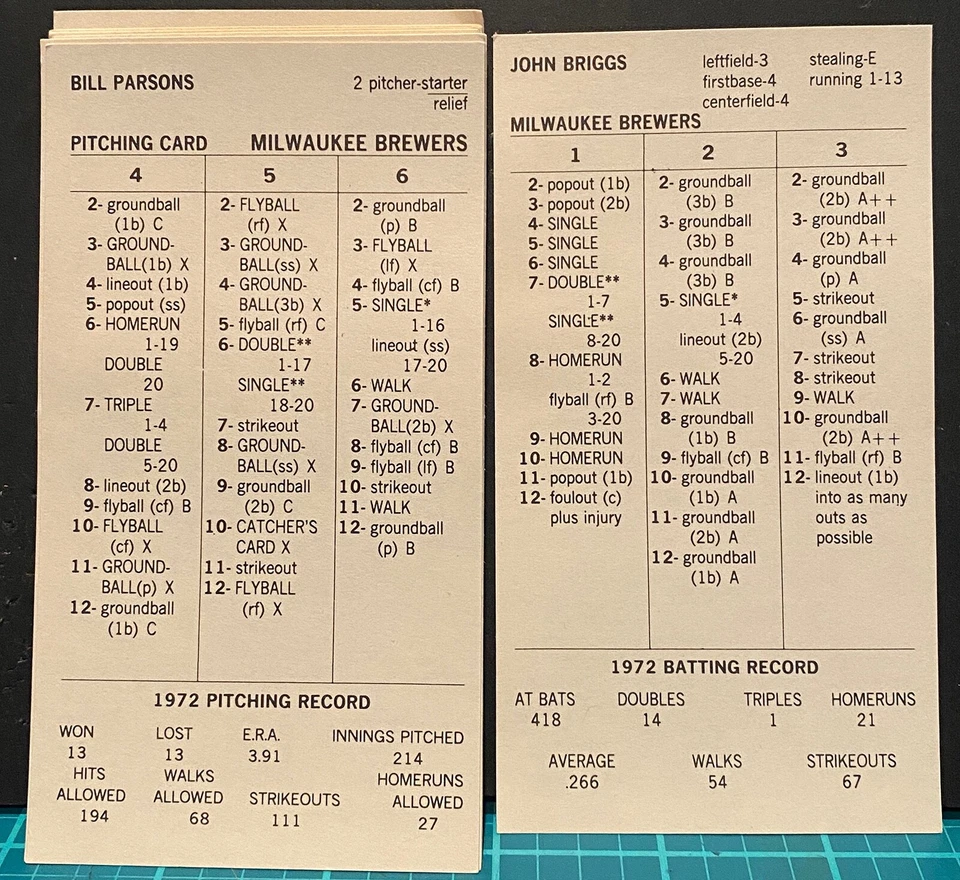 BILL PARSONS
2 pitcher-starter
relief
PITCHING CARD MILWAUKEE BREWERS
4
2- groundball
(1b) C
3- GROUND-
BALL(1b) X
4- lineout (1b)
5- popout (ss)
6- HOMERUN
1-19
DOUBLE
20
7- TRIPLE
1-4
DOUBLE
5-20
8- lineout (2b)
9- flyball (cf) B
10- FLYBALL
(cf) X
11- GROUND-
BALL(p) X
12- groundball
(1b) C
5
2- FLYBALL
(rf) X
3- GROUND-
BALL(ss) X
4- GROUND-
BALL(3b) X
5- flyball (rf) C
6- DOUBLE**
1-17
SINGLE**
18-20
7- strikeout
8- GROUND-
BALL(ss) X
9- groundball
(2b) C
10- CATCHER'S
CARD X
11- strikeout
12- FLYBALL
(rf) X
6
2- groundball
(p) B
3- FLYBALL
(lf) X
4- flyball (cf) B
5- SINGLE*
1-16
lineout (ss)
17-20
6- WALK
7- GROUND-
BALL(2b) X
8- flyball (cf) B
9- flyball (lf) B
10- strikeout
11- WALK
12- groundball
(p) B
1972 PITCHING RECORD
WON
13
LOST
13
E.R.A.
3.91
INNINGS PITCHED
214
HITS
ALLOWED
194
WALKS
ALLOWED
68
STRIKEOUTS
111
HOMERUNS
ALLOWED
27
JOHN BRIGGS
leftfield-3
firstbase-4
centerfield-4
stealing-E
running 1-13
MILWAUKEE BREWERS
1
2- popout (1b)
3- popout (2b)
4- SINGLE
5- SINGLE
6- SINGLE
7- DOUBLE**
1-7
SINGLE**
8-20
8- HOMERUN
1-2
flyball (rf) B
3-20
9- HOMERUN
10- HOMERUN
11- popout (1b)
12- foulout (c)
plus injury
2
2- groundball
(3b) B
3- groundball
(3b) B
4- groundball
(3b) B
5- SINGLE*
1-4
lineout (2b)
5-20
6- WALK
7- WALK
8- groundball
(1b) B
9- flyball (cf) B
10- groundball
(1b) A
11- groundball
(2b) A
12- groundball
(1b) A
3
2- groundball
(2b) A++
3- groundball
(2b) A++
4- groundball
(p) A
5- strikeout
6- groundball
(ss) A
7- strikeout
8- strikeout
9- WALK
10- groundball
(2b) A++
11- flyball (rf) B
12- lineout (1b)
into as many
outs as
possible
1972 BATTING RECORD
AT BATS
418
DOUBLES
14
TRIPLES
1
HOMERUNS
21
AVERAGE
.266
WALKS
54
STRIKEOUTS
67